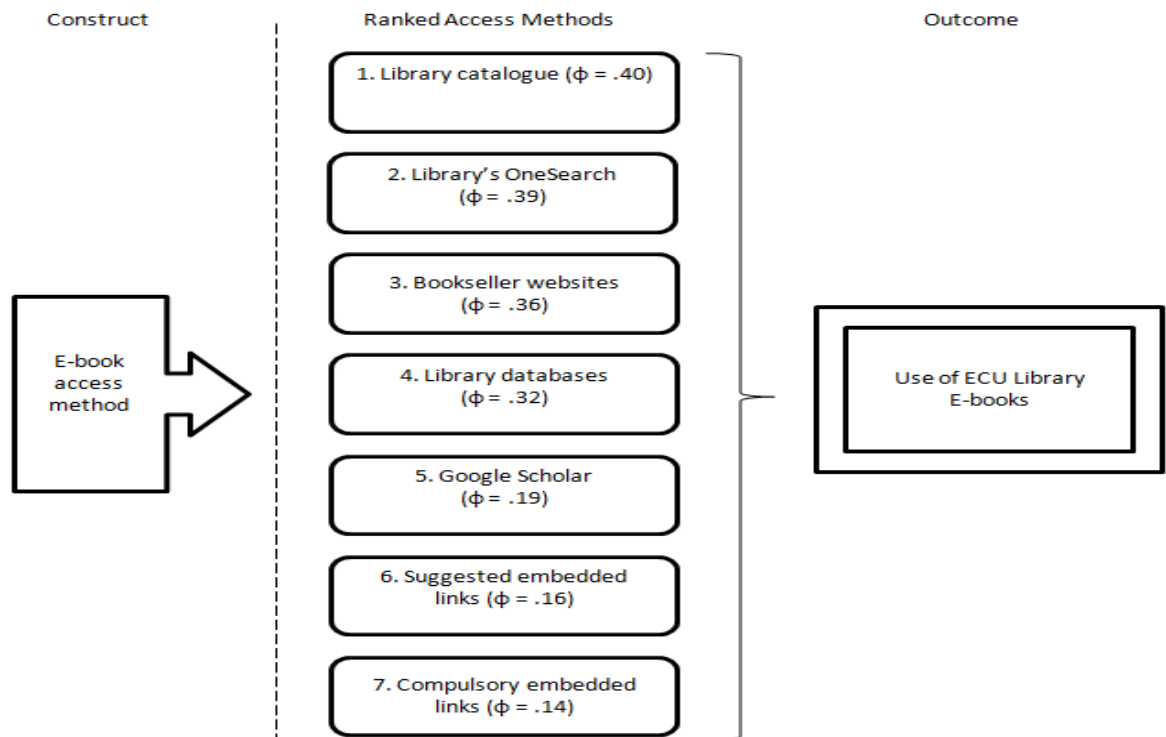 Construct
Ranked Access Methods
Outcome
1. Library catalogue (ϕ = .40)
2. Library's OneSearch
(ϕ = .39)
3. Bookseller websites
(ϕ = .36)
4. Library databases
(ϕ = .32)
5. Google Scholar
(ϕ = .19)
6. Suggested embedded
links (ϕ = .16)
7. Compulsory embedded
links (ϕ = .14)
E-book
access
method
Use of ECU Library
E-books